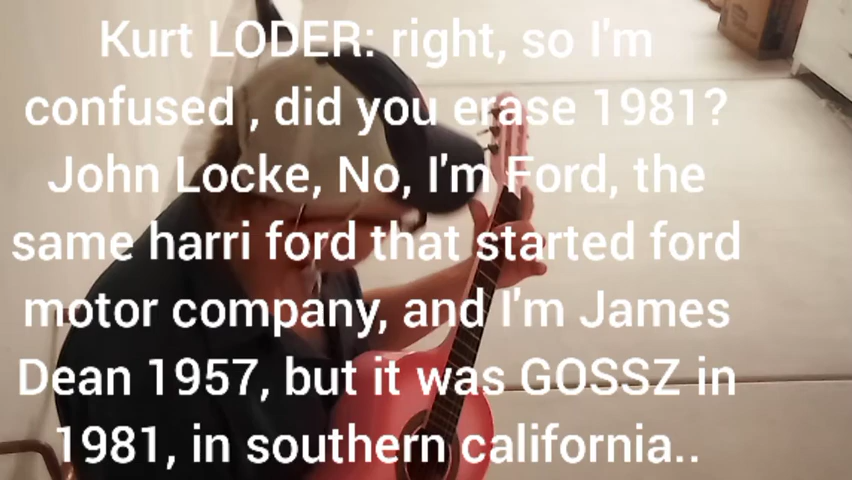 Kurt LODER: right, so I'm
confused , did you erase 1981?
John Locke, No, I'm Ford, the
same harri ford that started ford
motor company, and I'm James
Dean 1957, but it was GOSSZ in
1981, in southern california..